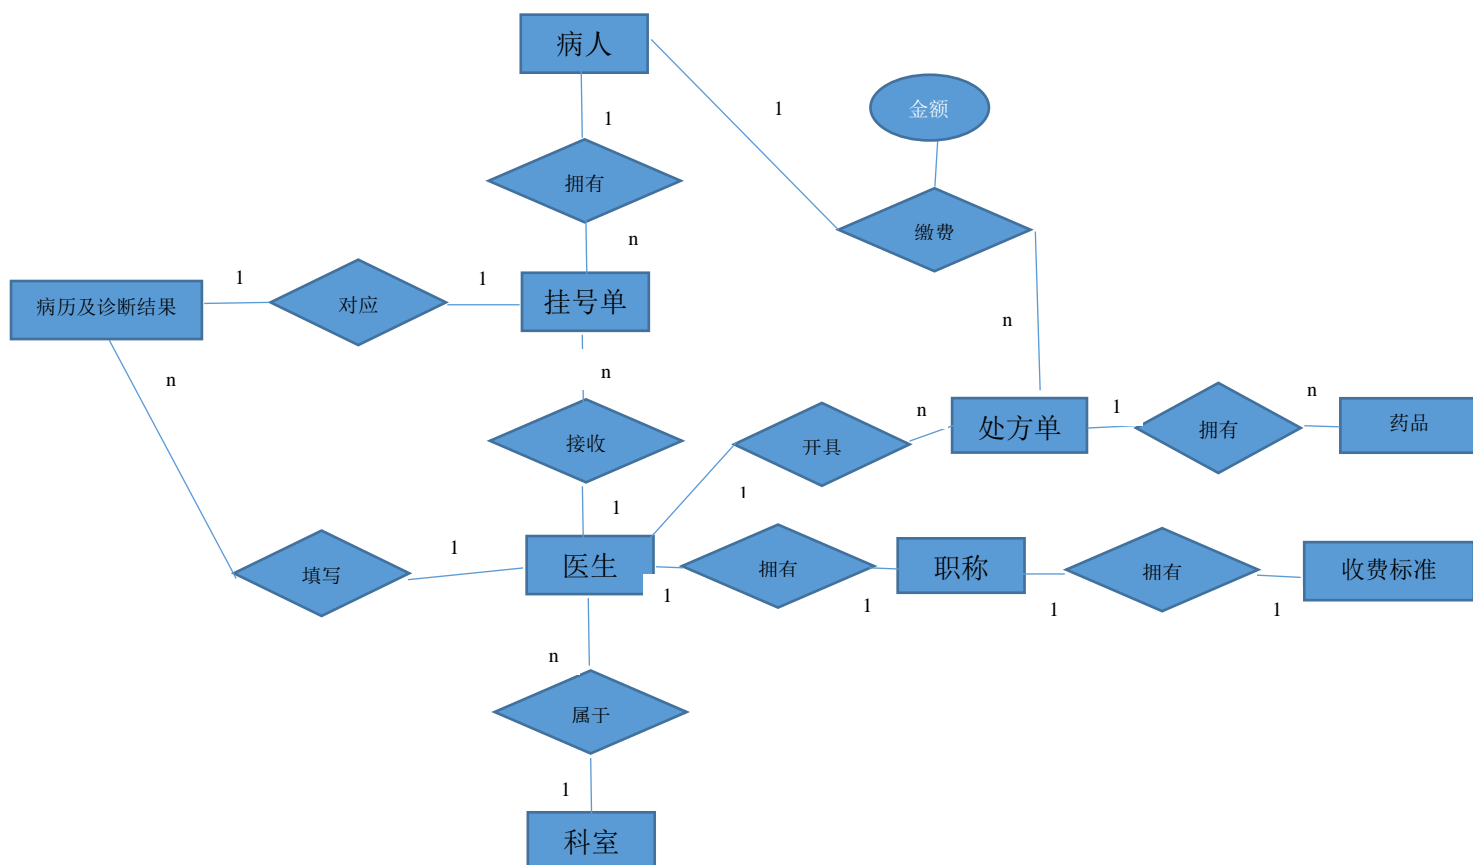 病人
1
金额
1
拥有
缴费
n
1
1
病历及诊断结果
对应
挂号单
n
n
n
n
1
处方单
n
拥有
药品
接收
开具
1
1
1
填写
医生
拥有
职称
拥有
收费标准
1
1
1
1
n
属于
1
科室